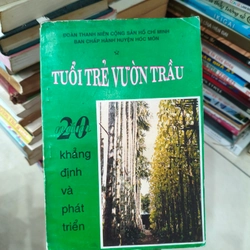 ĐOÀN THANH NIÊN CỘNG SẢN HỒ CHÍ MINH
BAN CHẤP HÀNH HUYỆN HÓC MÔN
TUỔI TRẺ VƯỜN TRẦU
20
khẳng
định
và
phát
triển